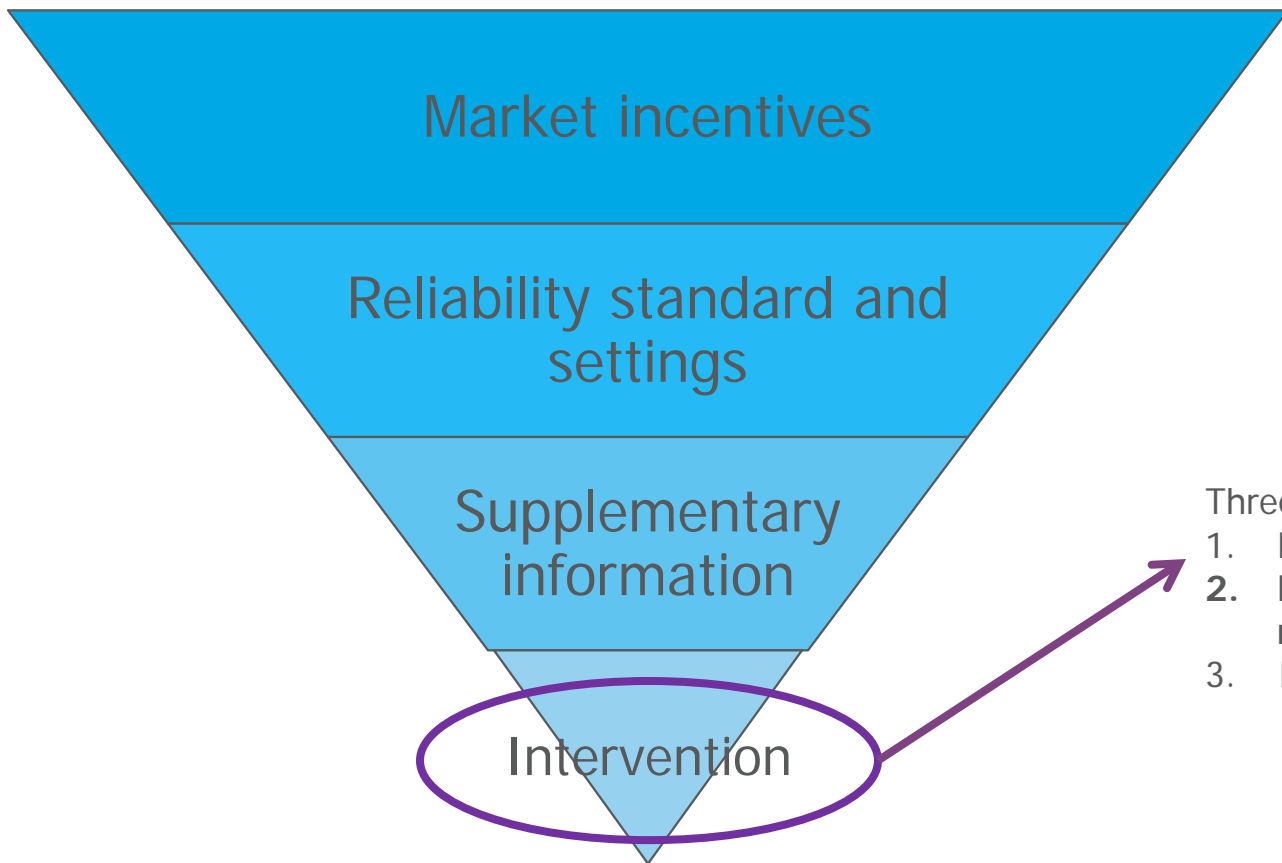 Market incentives
Reliability standard and
settings
Supplementary
information
Intervention
1.
2.
3.